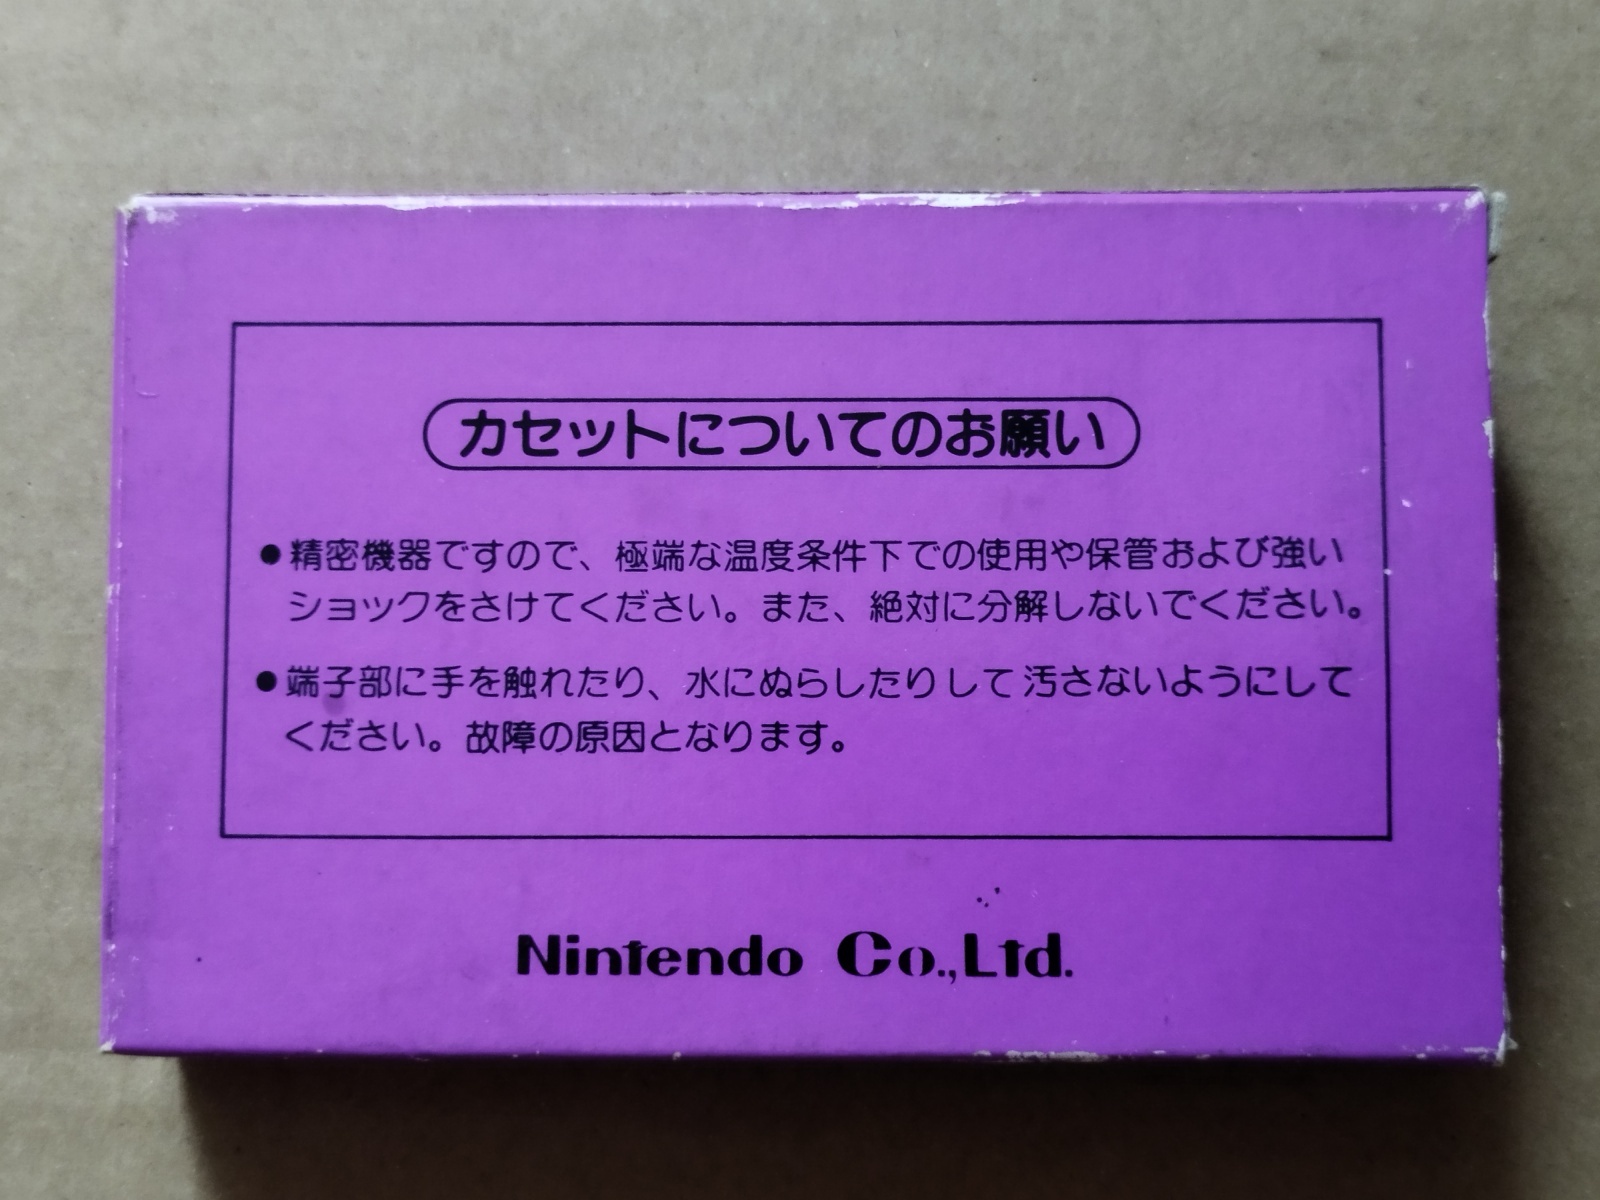 カセットについてのお願い
●精密機器ですので、極端な温度条件下での使用や保管および強い
ショックをさけてください。また、絶対に分解しないでください。
●端子部に手を触れたり、水にぬらしたりして汚さないようにして
ください。故障の原因となります。
Nintendo Co.,Ltd.